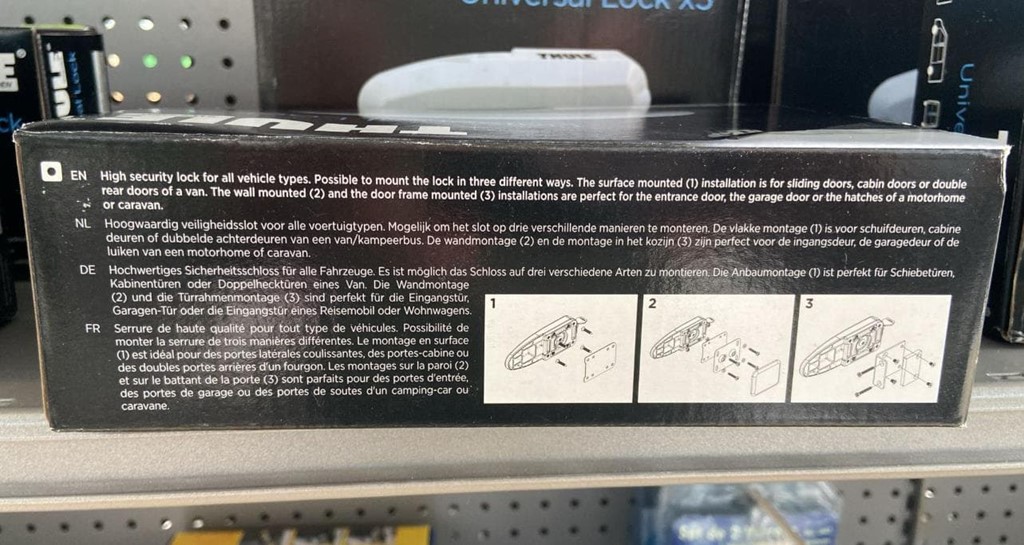 Universal Lock
THULE
THULE
EN High security lock for all vehicle types. Possible to mount the lock in three different ways. The surface mounted (1) installation is for sliding doors, cabin doors or double
rear doors of a van. The wall mounted (2) and the door frame mounted (3) installations are perfect for the entrance door, the garage door or the hatches of a motorhome
or caravan.
NL Hoogwaardig veiligheidsslot voor alle voertuigtypen. Mogelijk om het slot op drie verschillende manieren te monteren. De vlakke montage (1) is voor schuifdeuren, cabine
deuren of dubbelde achterdeuren van een van/kampeerbus. De wandmontage (2) en de montage in het kozijn (3) zijn perfect voor de ingangsdeur, de garagedeur of de
luiken van een motorhome of caravan.
DE Hochwertiges Sicherheitsschloss für alle Fahrzeuge. Es ist möglich das Schloss auf drei verschiedene Arten zu montieren. Die Anbaumontage (1) ist perfekt für Schiebetüren,
Kabinentüren oder Doppelhecktüren eines Van. Die Wandmontage
(2) und die Türrahmenmontage (3) sind perfekt für die Eingangstür,
Garagen-Tür oder die Eingangstür eines Reisemobil oder Wohnwagens.
FR Serrure de haute qualité pour tout type de véhicules. Possibilité de
monter la serrure de trois manières différentes. Le montage en surface
(1) est idéal pour des portes latérales coulissantes, des portes-cabine ou
des doubles portes arrières d'un fourgon. Les montages sur la paroi (2)
et sur le battant de la porte (3) sont parfaits pour des portes d'entrée,
des portes de garage ou des portes de soutes d'un camping-car ou
caravane.
1
2
3